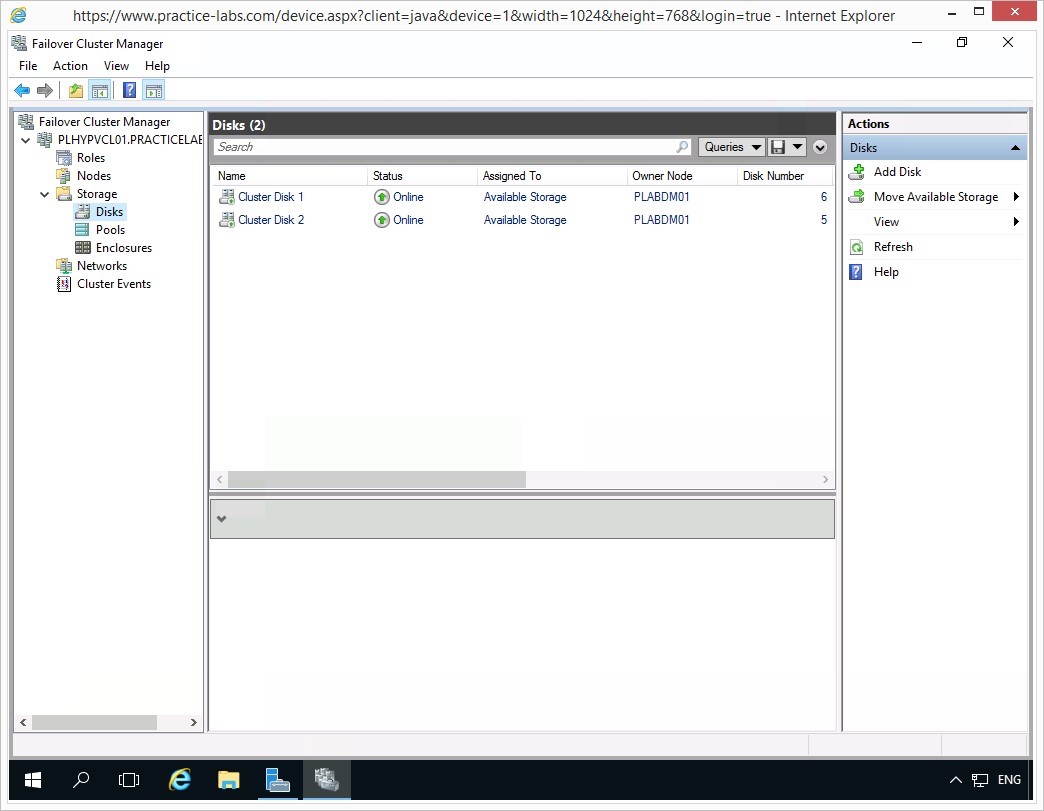 https://www.practice-labs.com/device.aspx?client=java&device=1&width=1024&height=768&login=true - Internet Explorer
Failover Cluster Manager
File Action View Help
Failover Cluster Manager
PLHYPVCL01.PRACTICELAB
Roles
Nodes
Storage
Disks
Pools
Enclosures
Networks
Cluster Events
Disks (2)
Search
Queries
Name Status Assigned To Owner Node Disk Number
Cluster Disk 1 Online Available Storage PLABDM01 6
Cluster Disk 2 Online Available Storage PLABDM01 5
Actions
Disks
Add Disk
Move Available Storage
View
Refresh
Help
ENG